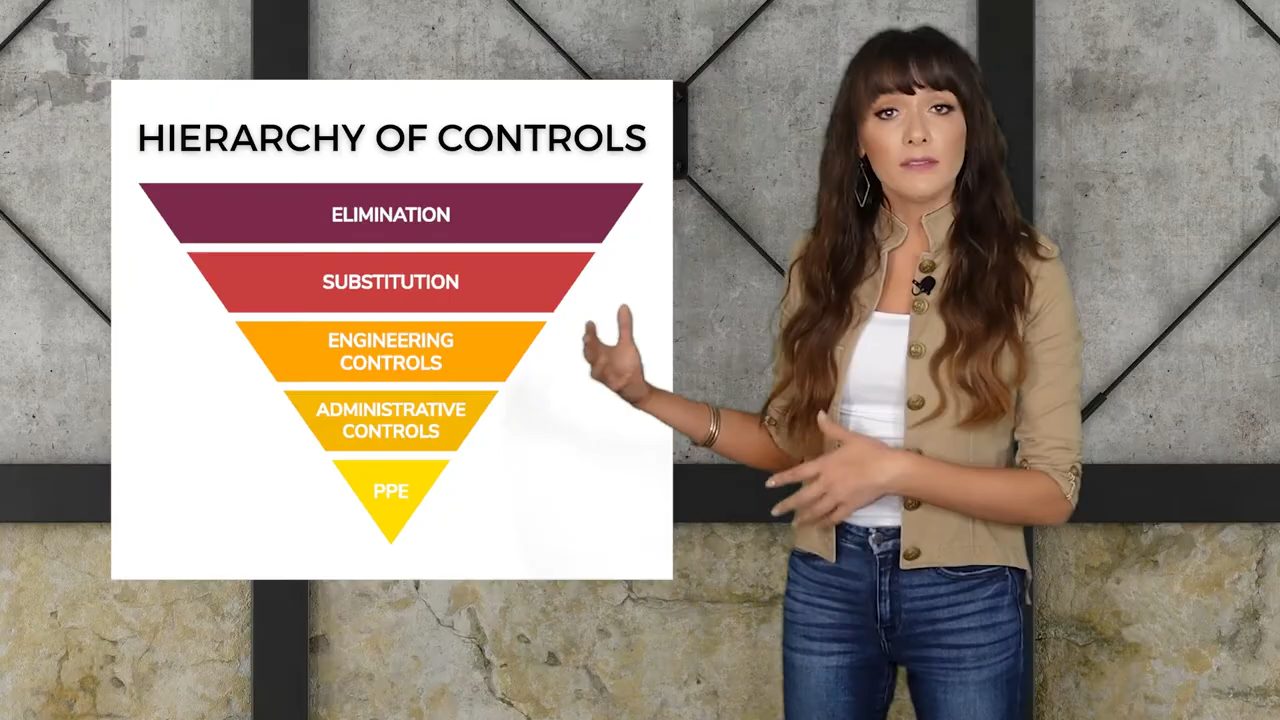 HIERARCHY OF CONTROLS
ELIMINATION
SUBSTITUTION
ENGINEERING
CONTROLS
ADMINISTRATIVE
CONTROLS
PPE